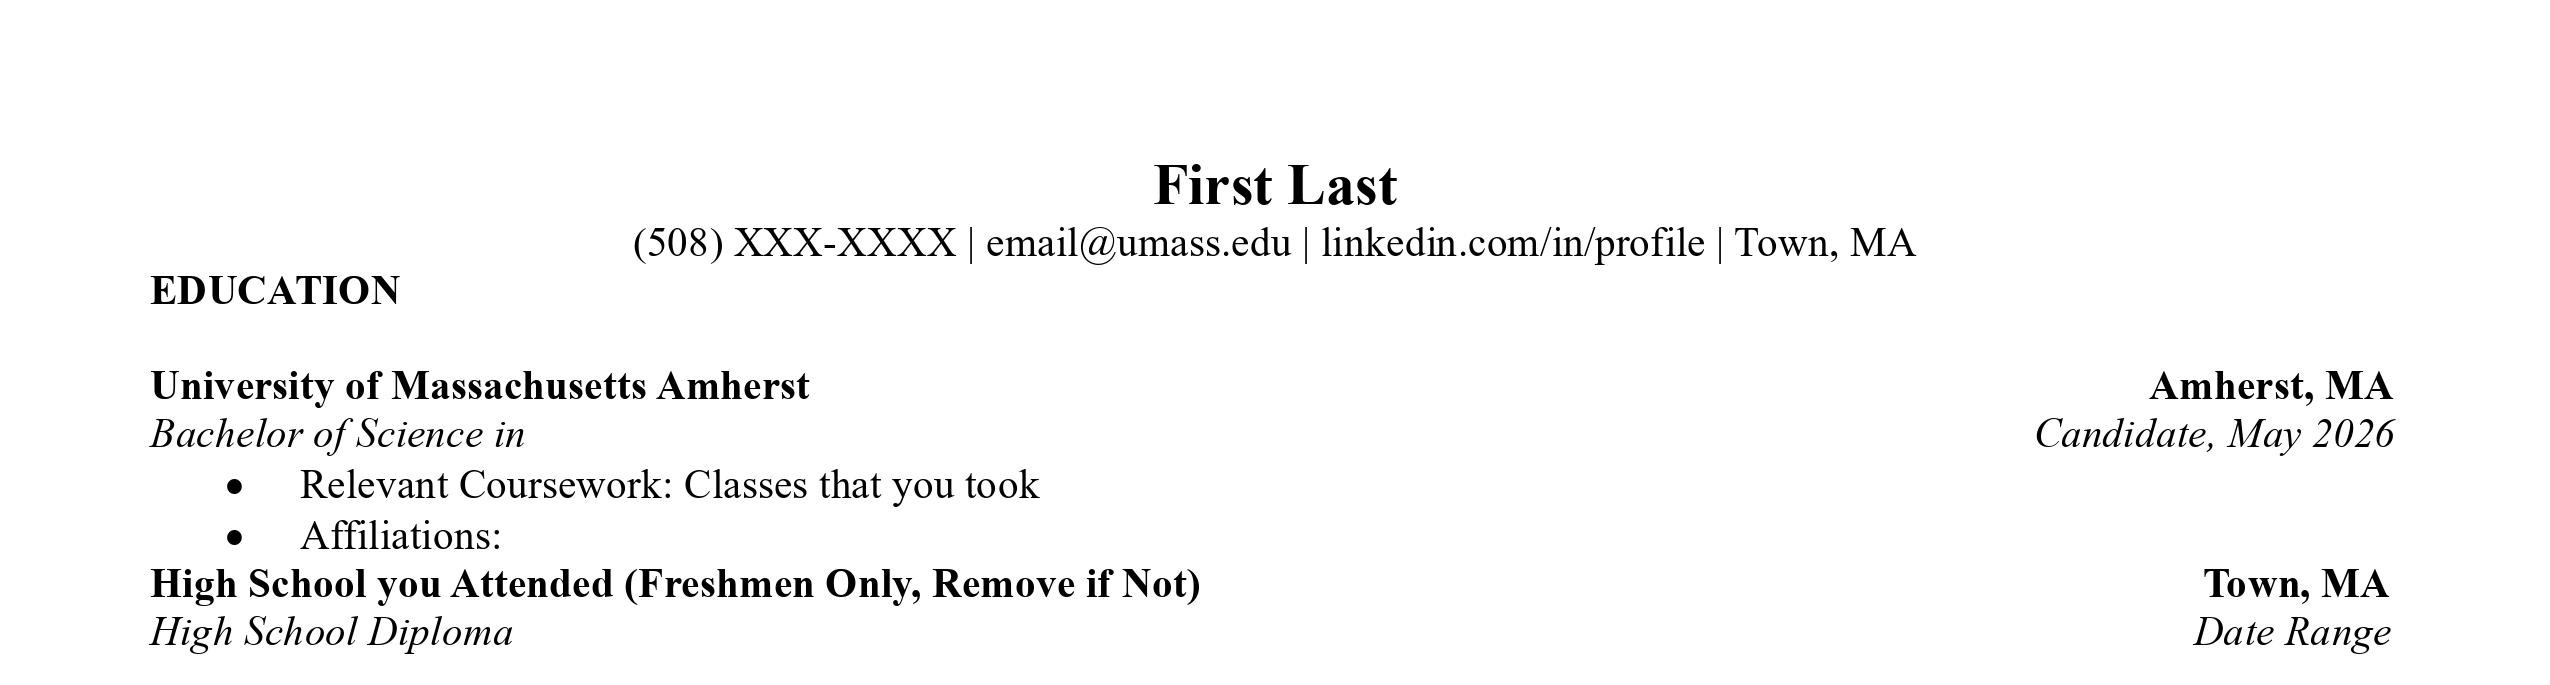 First Last
(508) XXX-XXXX | email@umass.edu | linkedin.com/in/profile | Town, MA
EDUCATION
University of Massachusetts Amherst Amherst, MA
Bachelor of Science in Candidate, May 2026
• Relevant Coursework: Classes that you took
• Affiliations:
High School you Attended (Freshmen Only, Remove if Not) Town, MA
High School Diploma Date Range